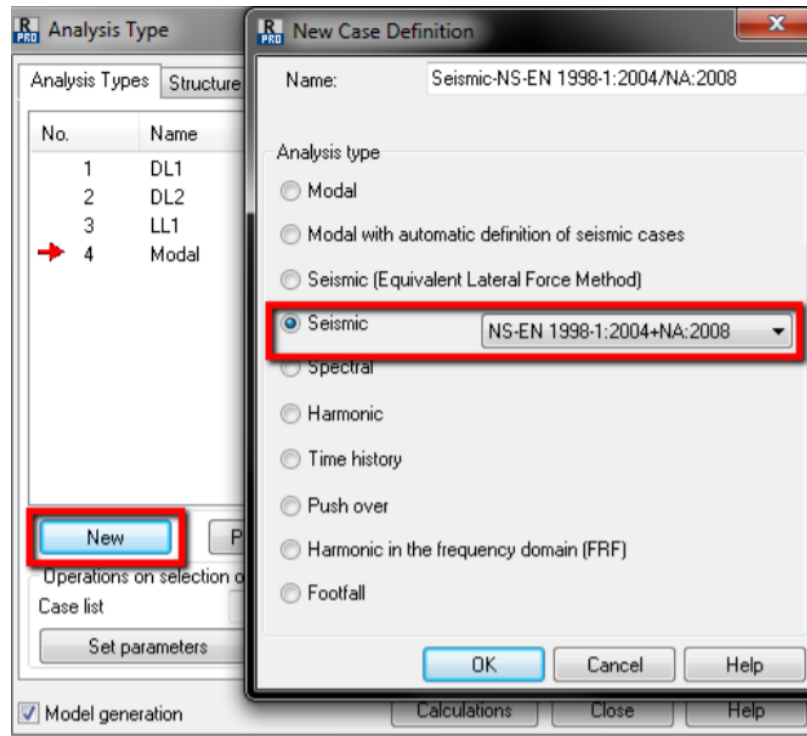 R PRO Analysis Type
Analysis Types Structure
No. Name
1 DL1
2 DL2
3 LL1
4 Modal
New P
Operations on selection o
Case list
Set parameters
Model generation
Calculations Close Help
R PRO New Case Definition
Name: Seismic-NS-EN 1998-1:2004/NA:2008
Analysis type
Modal
Modal with automatic definition of seismic cases
Seismic (Equivalent Lateral Force Method)
Seismic NS-EN 1998-1:2004+NA:2008
Spectral
Harmonic
Time history
Push over
Harmonic in the frequency domain (FRF)
Footfall
OK Cancel Help